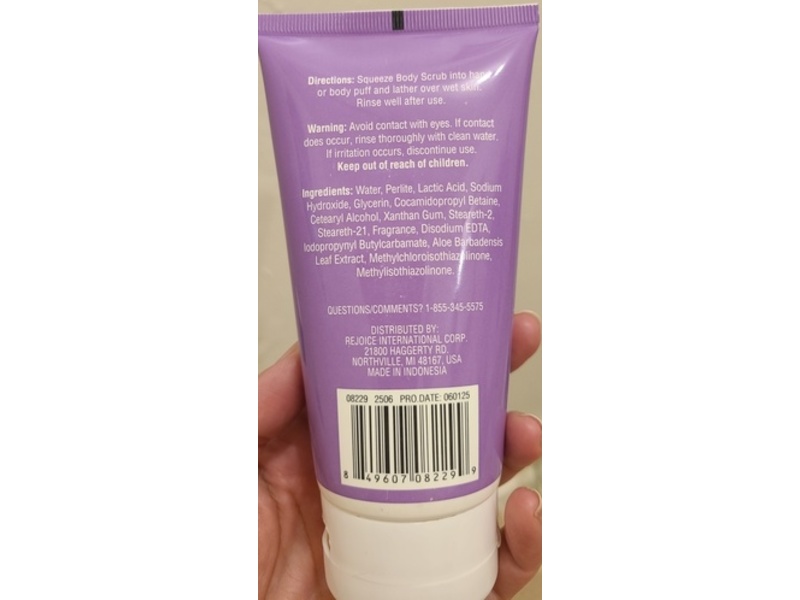 Directions: Squeeze Body Scrub into hand
or body puff and lather over wet skin.
Rinse well after use.
Warning: Avoid contact with eyes. If contact
does occur, rinse thoroughly with clean water.
If irritation occurs, discontinue use.
Keep out of reach of children.
Ingredients: Water, Perlite, Lactic Acid, Sodium
Hydroxide, Glycerin, Cocamidopropyl Betaine,
Cetearyl Alcohol, Xanthan Gum, Steareth-2,
Steareth-21, Fragrance, Disodium EDTA,
Iodopropynyl Butylcarbamate, Aloe Barbadensis
Leaf Extract, Methylchloroisothiazolinone,
Methylisothiazolinone.
QUESTIONS/COMMENTS? 1-855-345-5575
DISTRIBUTED BY:
REJOICE INTERNATIONAL CORP.
21800 HAGGERTY RD.
NORTHVILLE, MI 48167, USA
MADE IN INDONESIA
08229 2506 PRO.DATE: 060125
8 49607 08229 9